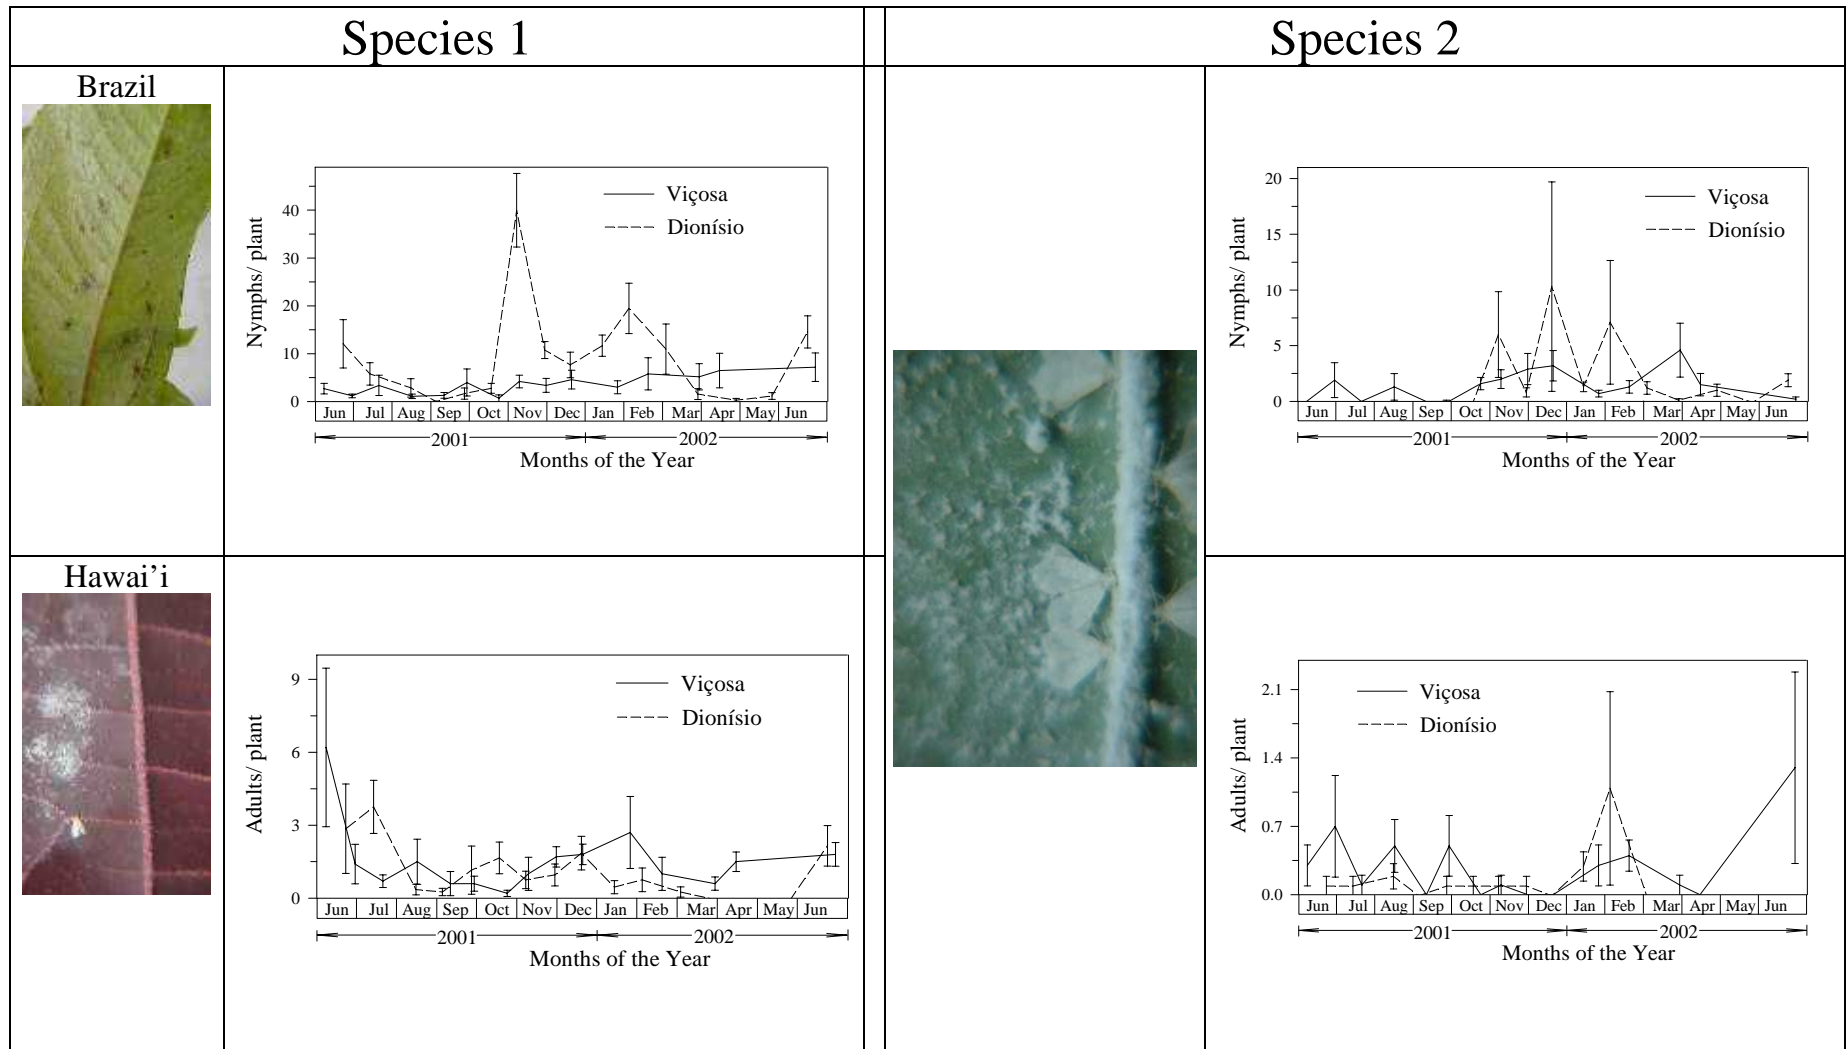 Species 1
Species 2
Brazil
Nymphs/ plant
40
30
20
10
0
Viçosa
Dionísio
Jun Jul Aug Sep Oct Nov Dec Jan Feb Mar Apr May Jun
2001 2002
Months of the Year
Nymphs/ plant
20
15
10
5
0
Viçosa
Dionísio
Jun Jul Aug Sep Oct Nov Dec Jan Feb Mar Apr May Jun
2001 2002
Months of the Year
Hawai’i
Adults/ plant
9
6
3
0
Viçosa
Dionísio
Jun Jul Aug Sep Oct Nov Dec Jan Feb Mar Apr May Jun
2001 2002
Months of the Year
Adults/ plant
2.1
1.4
0.7
0.0
Viçosa
Dionísio
Jun Jul Aug Sep Oct Nov Dec Jan Feb Mar Apr May Jun
2001 2002
Months of the Year